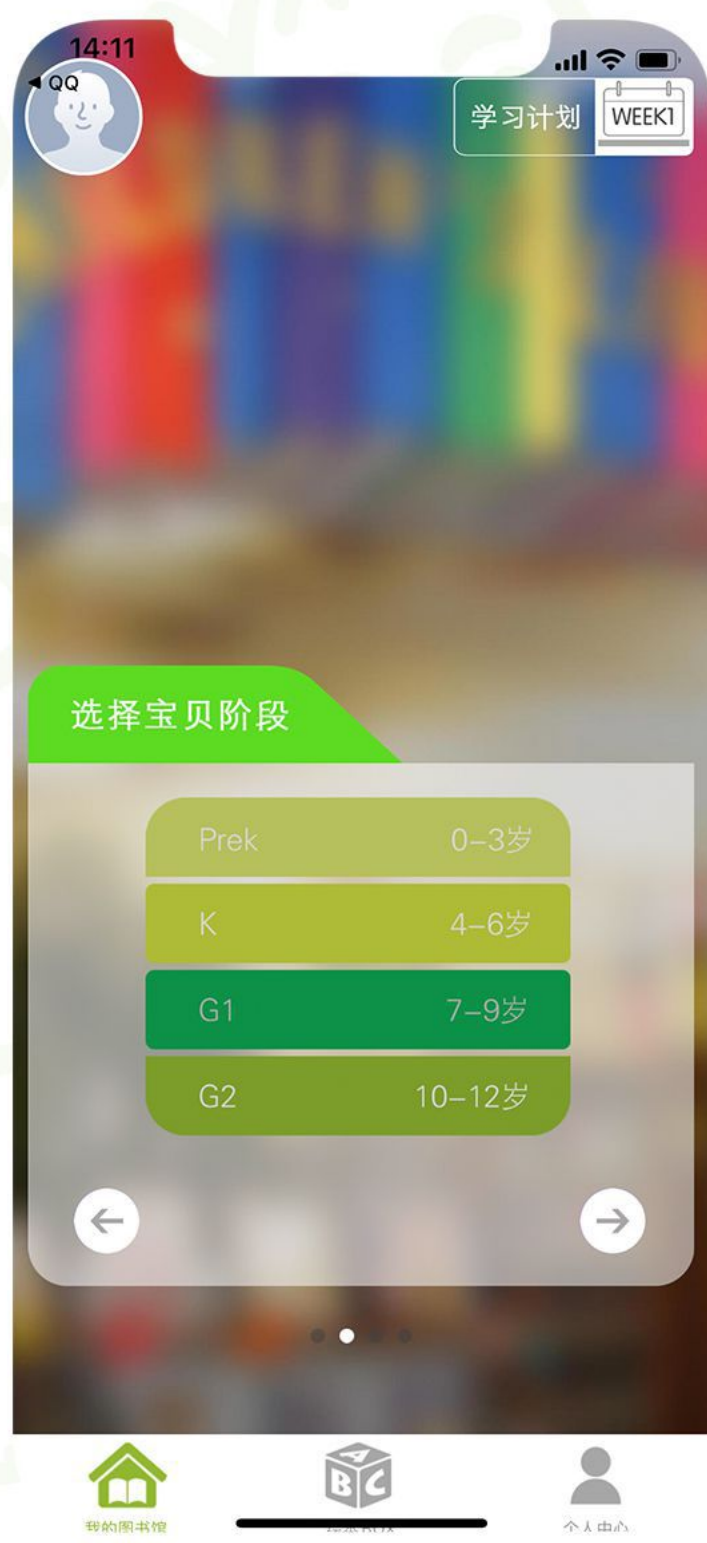 14:11
◀ QQ
学习计划
WEEK1
选择宝贝阶段
Prek 0–3岁
K 4–6岁
G1 7–9岁
G2 10–12岁
A
B C
我的图书馆
个人中心